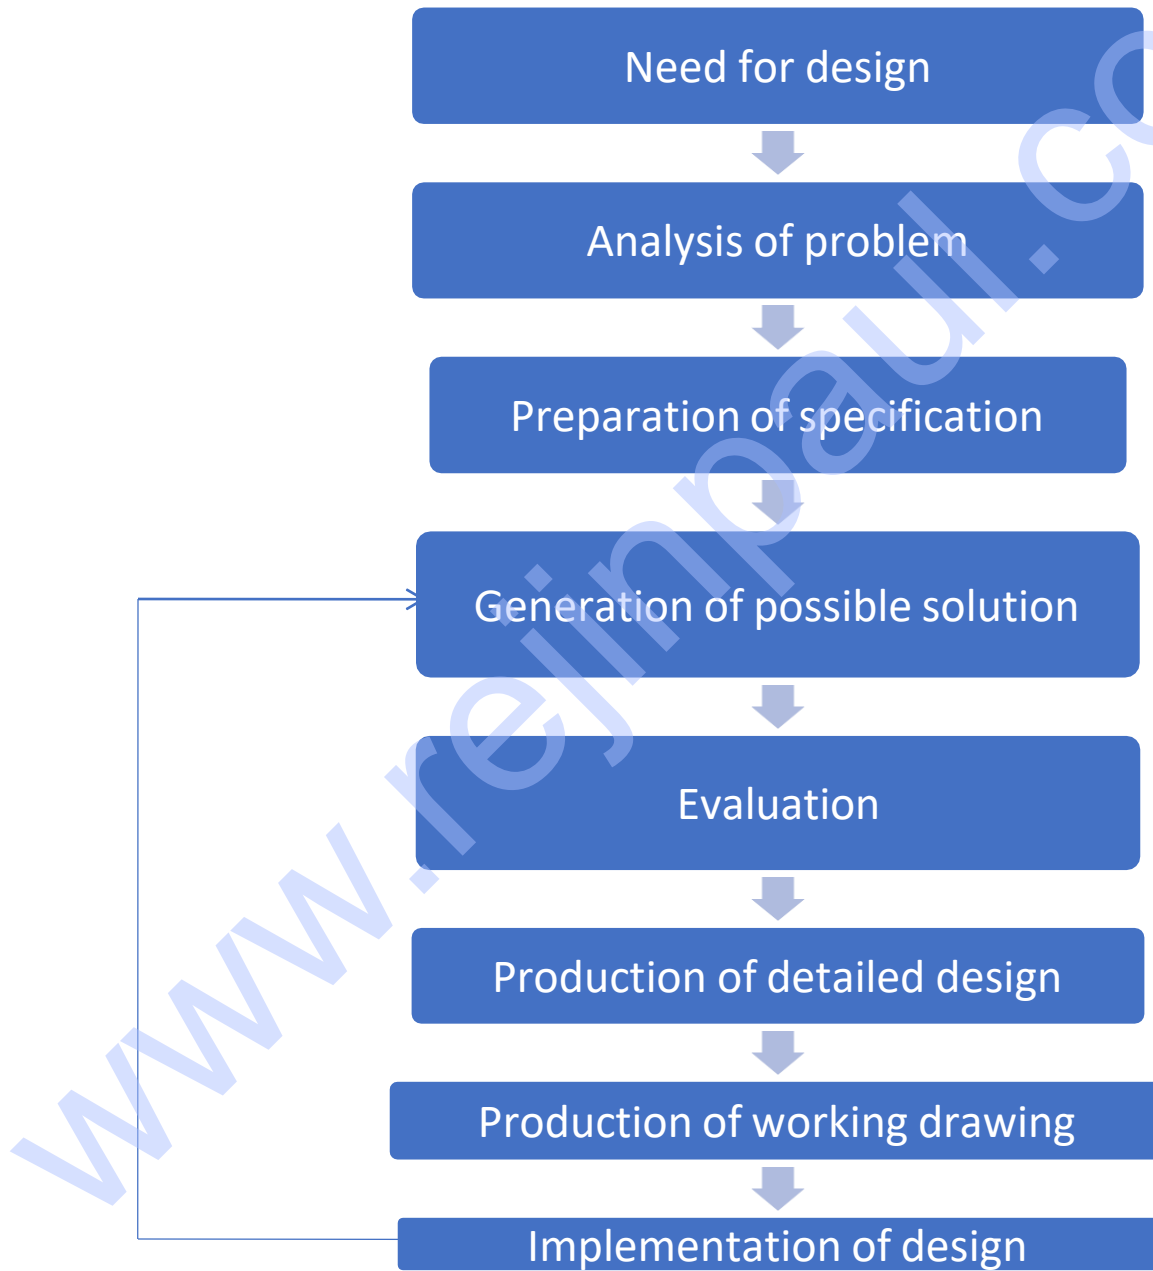 Need for design
Analysis of problem
Preparation of specification
Generation of possible solution
Evaluation
Production of detailed design
Production of working drawing
Implementation of design
www.rejinpaul.co